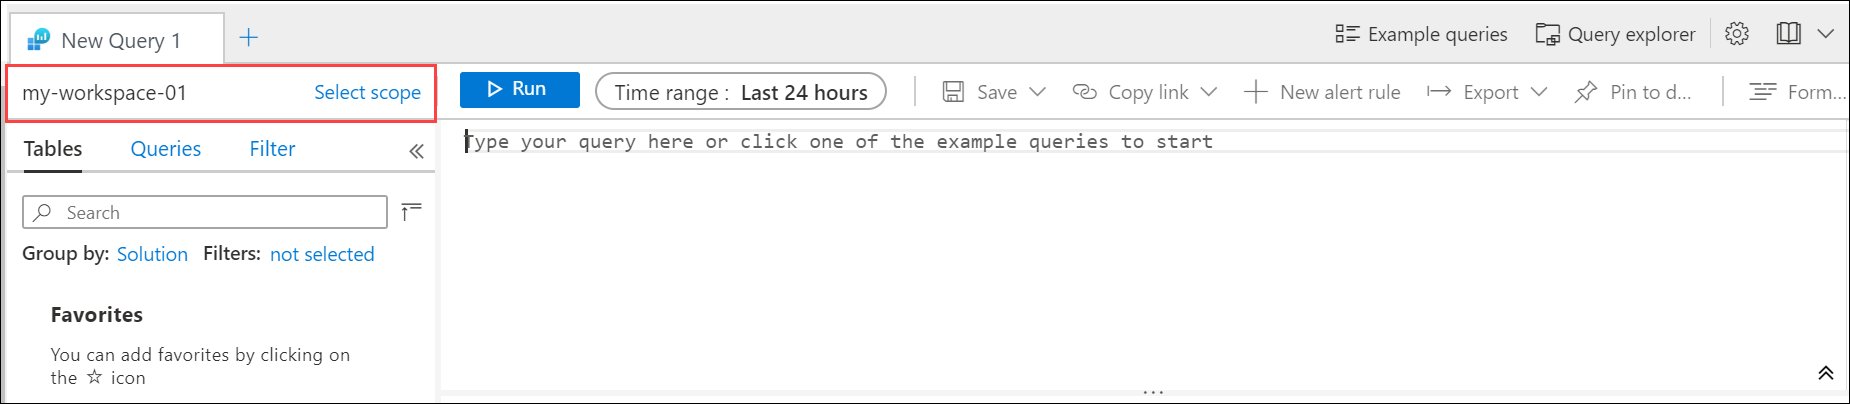 New Query 1
Example queries
Query explorer
my-workspace-01 Select scope
Run
Time range : Last 24 hours
Save
Copy link
New alert rule
Export
Pin to d...
Form...
Tables Queries Filter
Type your query here or click one of the example queries to start
Search
Group by: Solution Filters: not selected
Favorites
You can add favorites by clicking on
the ☆ icon